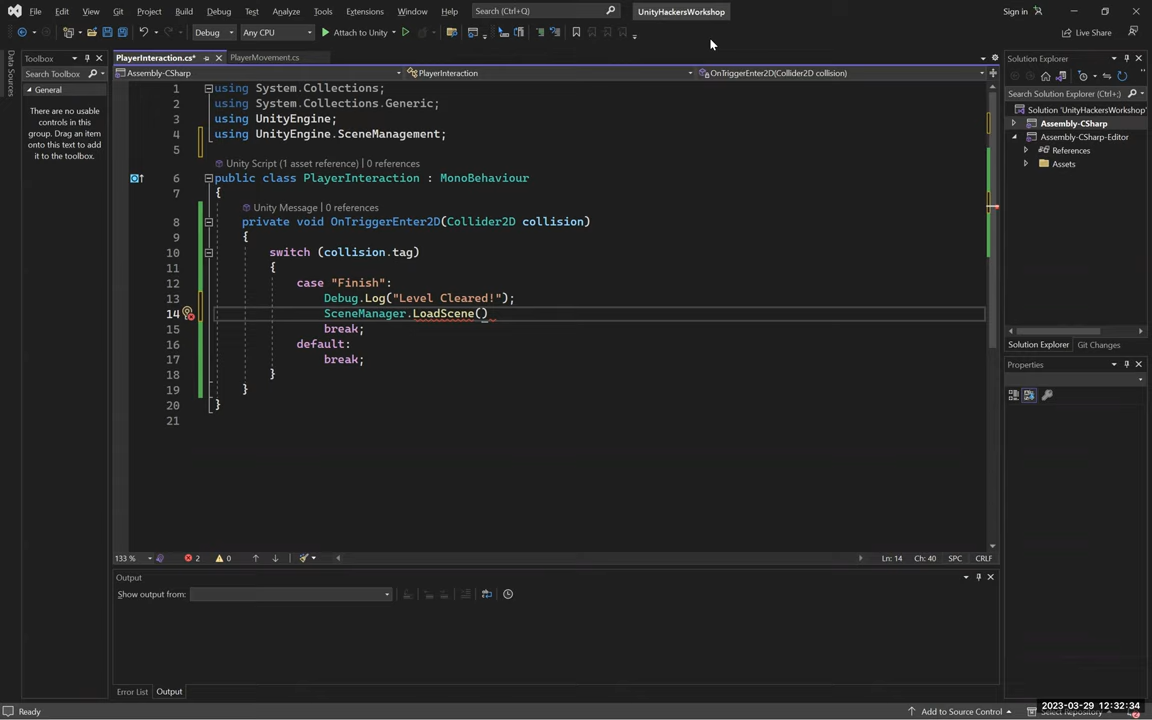 File Edit View Git Project Build Debug Test Analyze Tools Extensions Window Help Search (Ctrl+Q) UnityHackersWorkshop Sign in
Debug Any CPU Attach to Unity Live Share
Data Sources
Toolbox
Search Toolbox
General
There are no usable
controls in this
group. Drag an item
onto this text to add
it to the toolbox.
PlayerInteraction.cs* PlayerMovement.cs
Assembly-CSharp PlayerInteraction OnTriggerEnter2D(Collider2D collision)
1 using System.Collections;
2 using System.Collections.Generic;
3 using UnityEngine;
4 using UnityEngine.SceneManagement;
5
Unity Script (1 asset reference) | 0 references
6 public class PlayerInteraction : MonoBehaviour
7 {
Unity Message | 0 references
8 private void OnTriggerEnter2D(Collider2D collision)
9 {
10 switch (collision.tag)
11 {
12 case "Finish":
13 Debug.Log("Level Cleared!");
14 SceneManager.LoadScene()
15 break;
16 default:
17 break;
18 }
19 }
20 }
21
133 % 2 0 Ln: 14 Ch: 40 SPC CRLF
Output
Show output from:
Error List Output
Solution Explorer
Search Solution Explorer (Ctrl+;)
Solution 'UnityHackersWorkshop'
Assembly-CSharp
Assembly-CSharp-Editor
References
Assets
Solution Explorer Git Changes
Properties
Ready Add to Source Control
2023-03-29 12:32:34